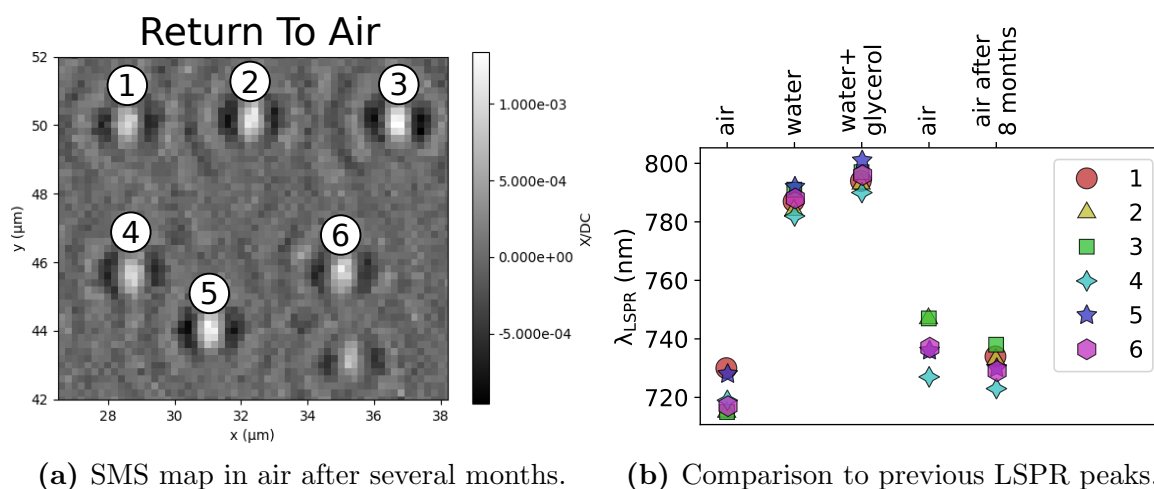 Return To Air
1
2
3
4
5
6
52
50
48
46
44
42
y (µm)
28
30
32
34
36
38
x (µm)
1.000e-03
5.000e-04
0.000e+00
-5.000e-04
X/DC
(a) SMS map in air after several months.
air
water
water+
glycerol
air
air after
8 months
800
780
760
740
720
λLSPR (nm)
1
2
3
4
5
6
(b) Comparison to previous LSPR peaks.